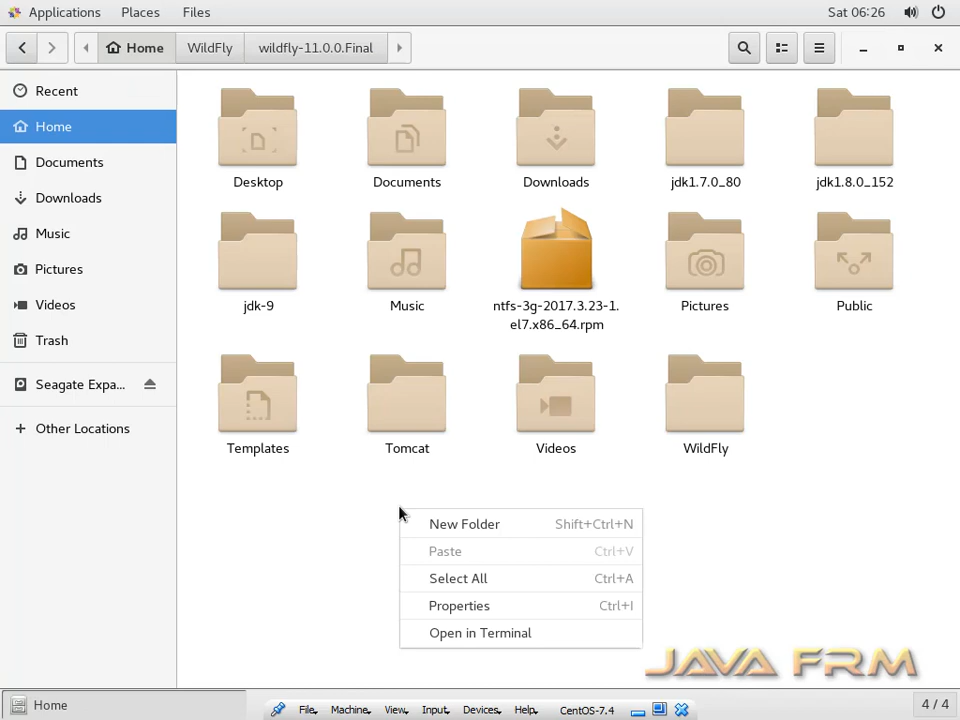 Applications Places Files Sat 06:26
Home WildFly wildfly-11.0.0.Final
Recent
Home
Documents
Downloads
Music
Pictures
Videos
Trash
Seagate Expa...
Other Locations
Desktop Documents Downloads jdk1.7.0_80 jdk1.8.0_152
jdk-9 Music ntfs-3g-2017.3.23-1.
el7.x86_64.rpm Pictures Public
Templates Tomcat Videos WildFly
New Folder Shift+Ctrl+N
Paste Ctrl+V
Select All Ctrl+A
Properties Ctrl+I
Open in Terminal
JAVA FRM
Home File Machine View Input Devices Help CentOS-7.4 4 / 4